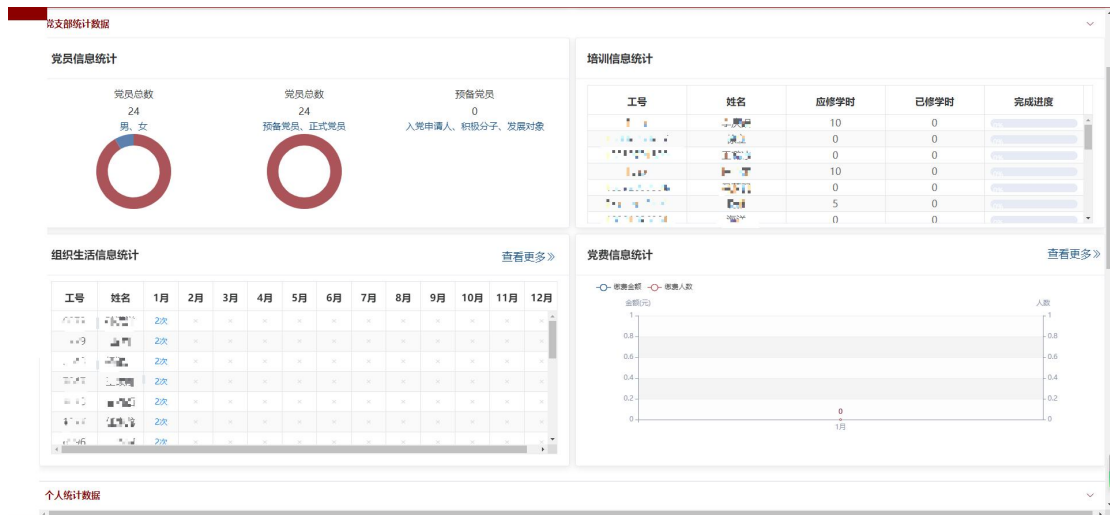 党支部统计数据
党员信息统计
党员总数
24
男、女
党员总数
24
预备党员、正式党员
预备党员
0
入党申请人、积极分子、发展对象
培训信息统计
工号 姓名 应修学时 已修学时 完成进度
10 0
0 0
0 0
10 0
0 0
5 0
0 0
组织生活信息统计 查看更多》
工号 姓名 1月 2月 3月 4月 5月 6月 7月 8月 9月 10月 11月 12月
2次 × × × × × × × × × × ×
9 2次 × × × × × × × × × × ×
2次 × × × × × × × × × × ×
2次 × × × × × × × × × × ×
2次 × × × × × × × × × × ×
2次 × × × × × × × × × × ×
2次 × × × × × × × × × × ×
党费信息统计 查看更多》
缴费金额 缴费人数
金额(元) 人数
1 1
0.8 0.8
0.6 0.6
0.4 0.4
0.2 0.2
0 0 0
1月
个人统计数据